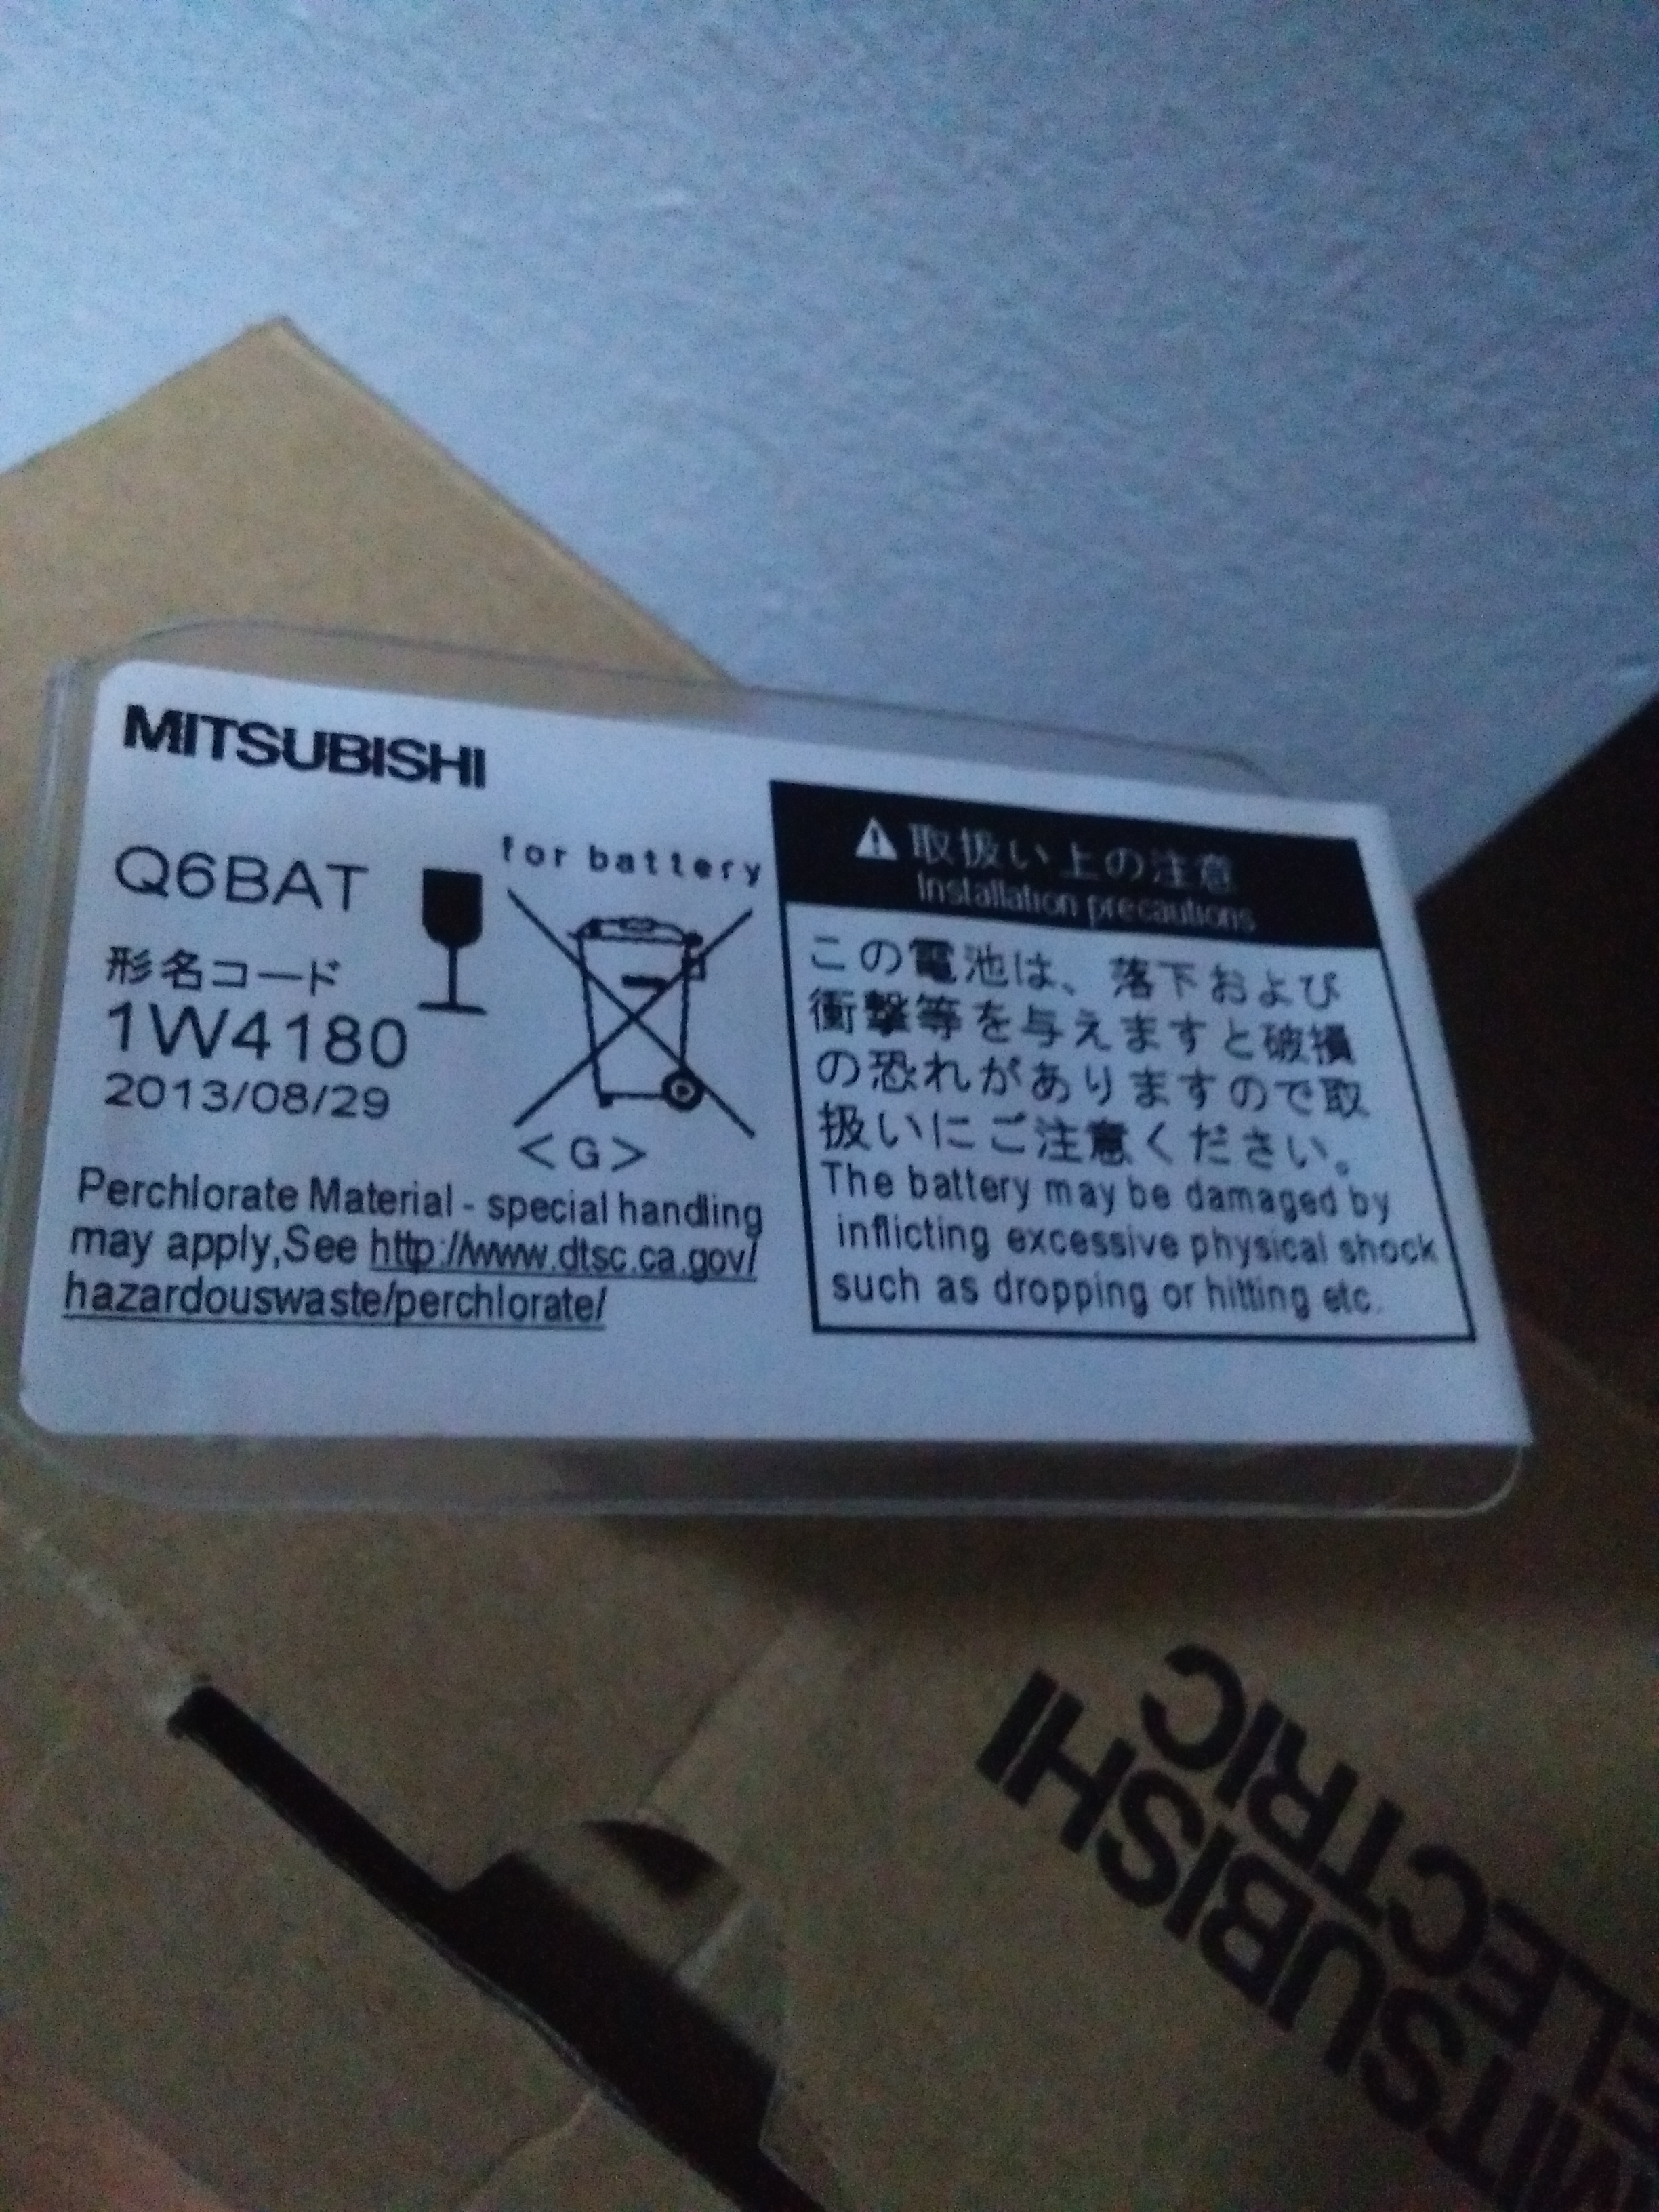 MITSUBISHI
Q6BAT
形名コード
1W4180
2013/08/29
for battery
<G>
Perchlorate Material - special handling
may apply,See http://www.dtsc.ca.gov/
hazardouswaste/perchlorate/
取扱い上の注意
Installation precautions
この電池は、落下および
衝撃等を与えますと破損
の恐れがありますので取
扱いにご注意ください。
The battery may be damaged by
inflicting excessive physical shock
such as dropping or hitting etc.
MITSUBISHI
ELECTRIC